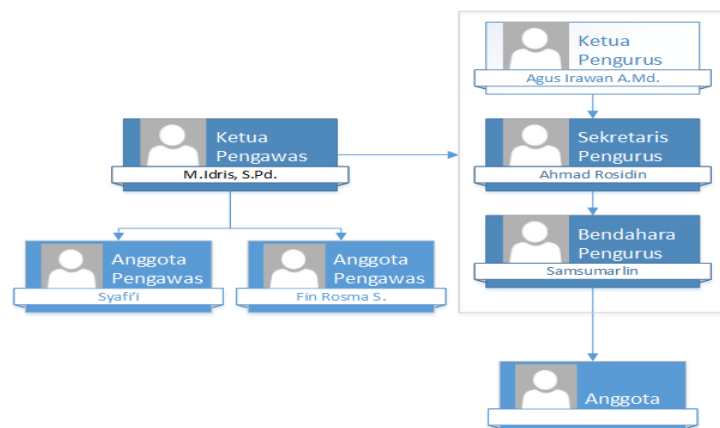 Ketua
Pengurus
Agus Irawan A.Md.
Ketua
Pengawas
M.Idris, S.Pd.
Sekretaris
Pengurus
Ahmad Rosidin
Bendahara
Pengurus
Samsumarlin
Anggota
Pengawas
Syafi'i
Anggota
Pengawas
Fin Rosma S.
Anggota